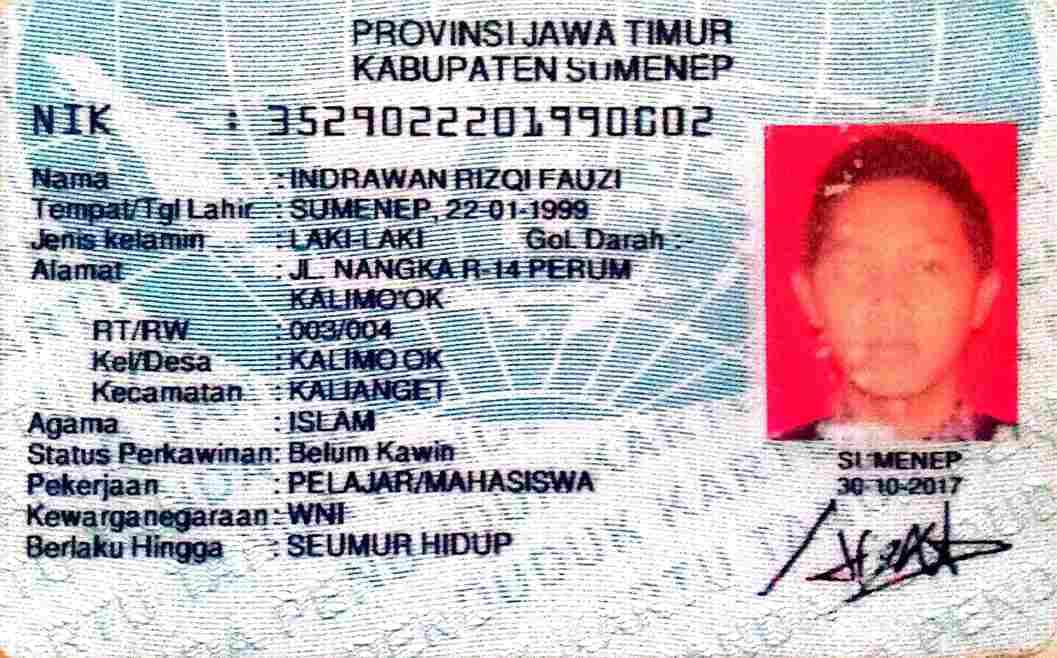 PROVINSI JAWA TIMUR
KABUPATEN SUMENEP
NIK : 3529022201990002
Nama : INDRAWAN RIZQI FAUZI
Tempat/Tgl Lahir : SUMENEP, 22-01-1999
Jenis kelamin : LAKI-LAKI Gol. Darah :-
Alamat : JL. NANGKA R-14 PERUM
KALIMO'OK
RT/RW : 003/004
Kel/Desa : KALIMO OK
Kecamatan : KALIANGET
Agama : ISLAM
Status Perkawinan: Belum Kawin
Pekerjaan : PELAJAR/MAHASISWA
Kewarganegaraan: WNI
Berlaku Hingga : SEUMUR HIDUP
SUMENEP
30-10-2017